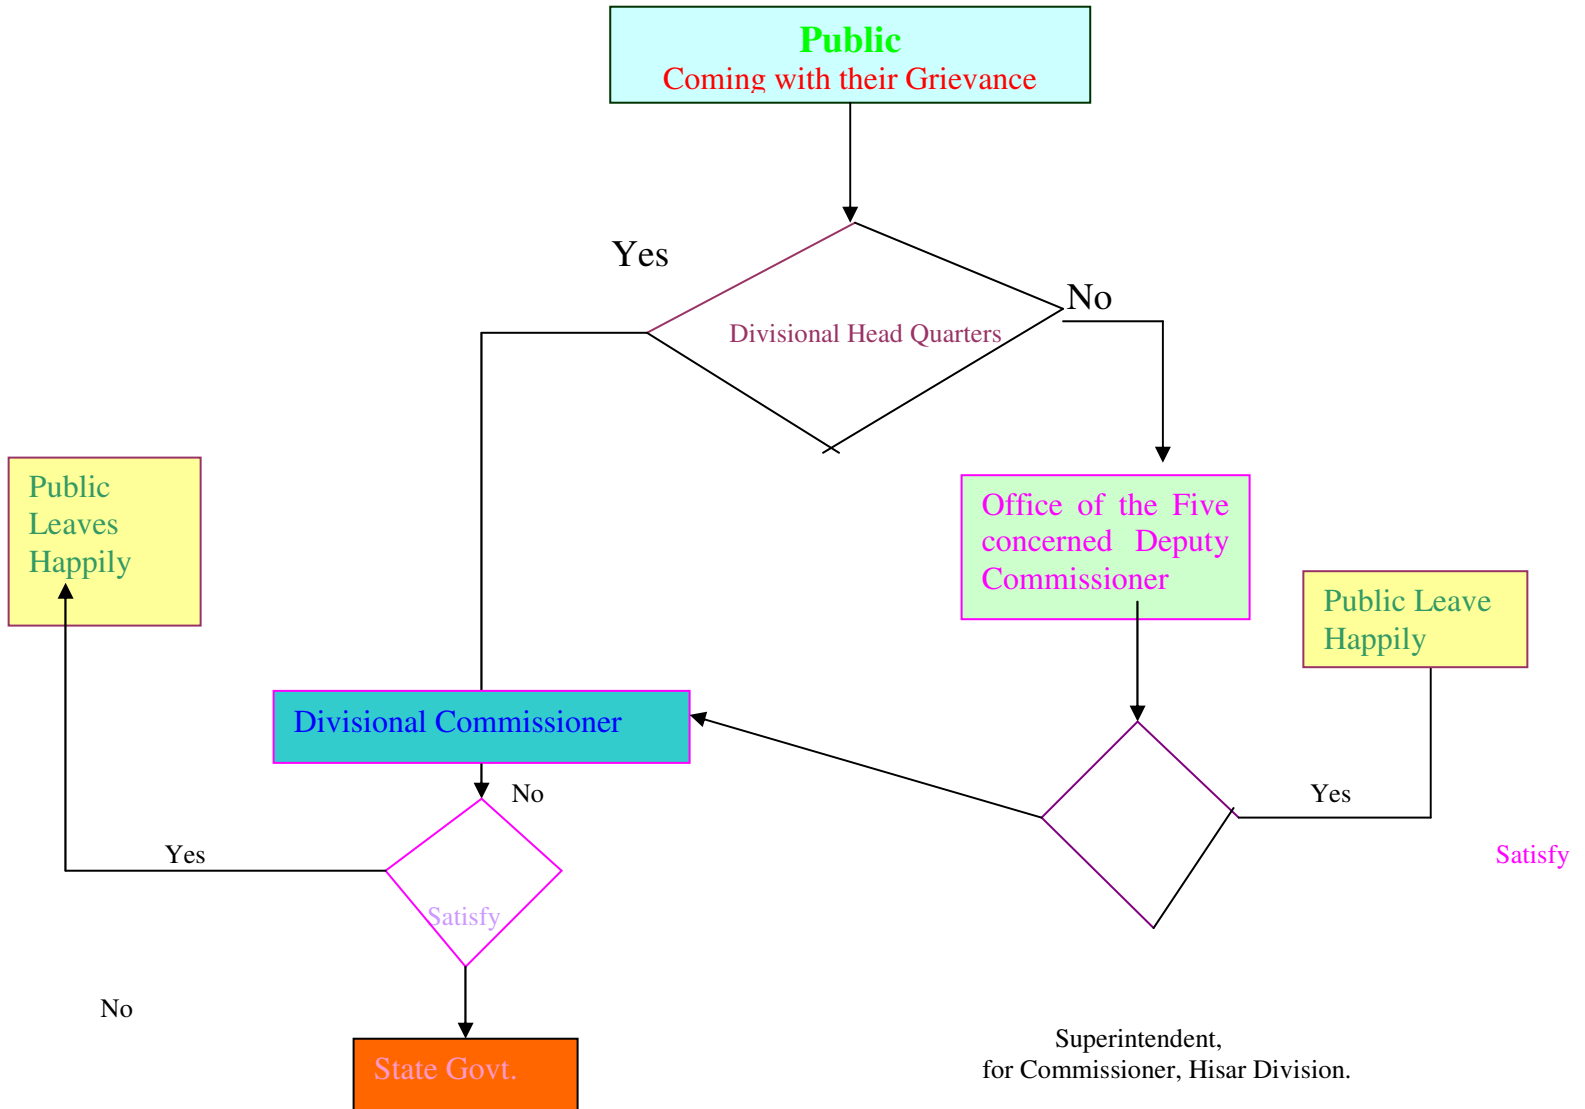 Public
Coming with their Grievance
Yes
No
Divisional Head Quarters
Public
Leaves
Happily
Office of the Five
concerned Deputy
Commissioner
Public Leave
Happily
Divisional Commissioner
No
Yes
Yes
Satisfy
Satisfy
No
Superintendent,
for Commissioner, Hisar Division.
State Govt.